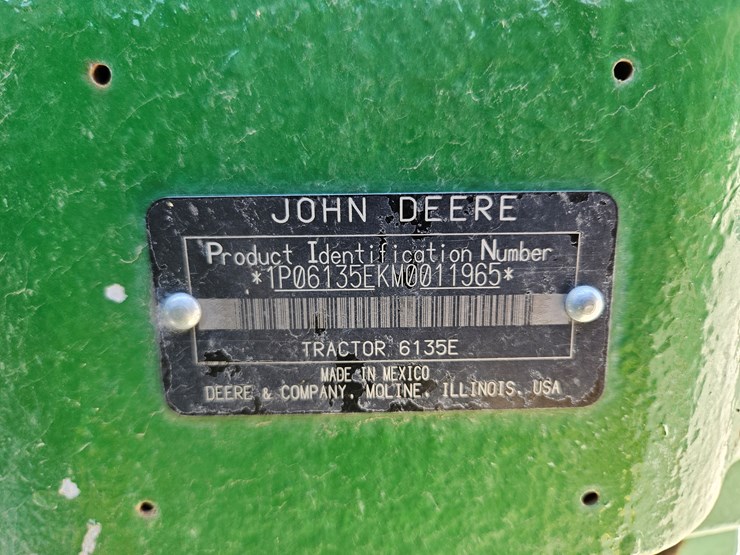 JOHN DEERE
Product Identification Number
*1P06135EKM0011965*
TRACTOR 6135E
MADE IN MEXICO
DEERE & COMPANY, MOLINE, ILLINOIS, USA